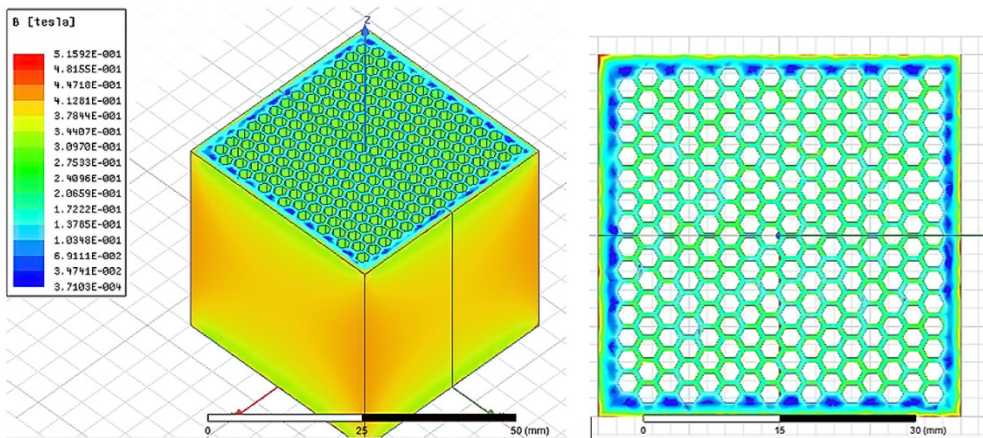 B [tesla]
5.1592E-001
4.8155E-001
4.4718E-001
4.1281E-001
3.7844E-001
3.4407E-001
3.0970E-001
2.7533E-001
2.4096E-001
2.0659E-001
1.7222E-001
1.3785E-001
1.0348E-001
6.9111E-002
3.4741E-002
3.7103E-004
Z
0 25 50 (mm)
0 15 30 (mm)